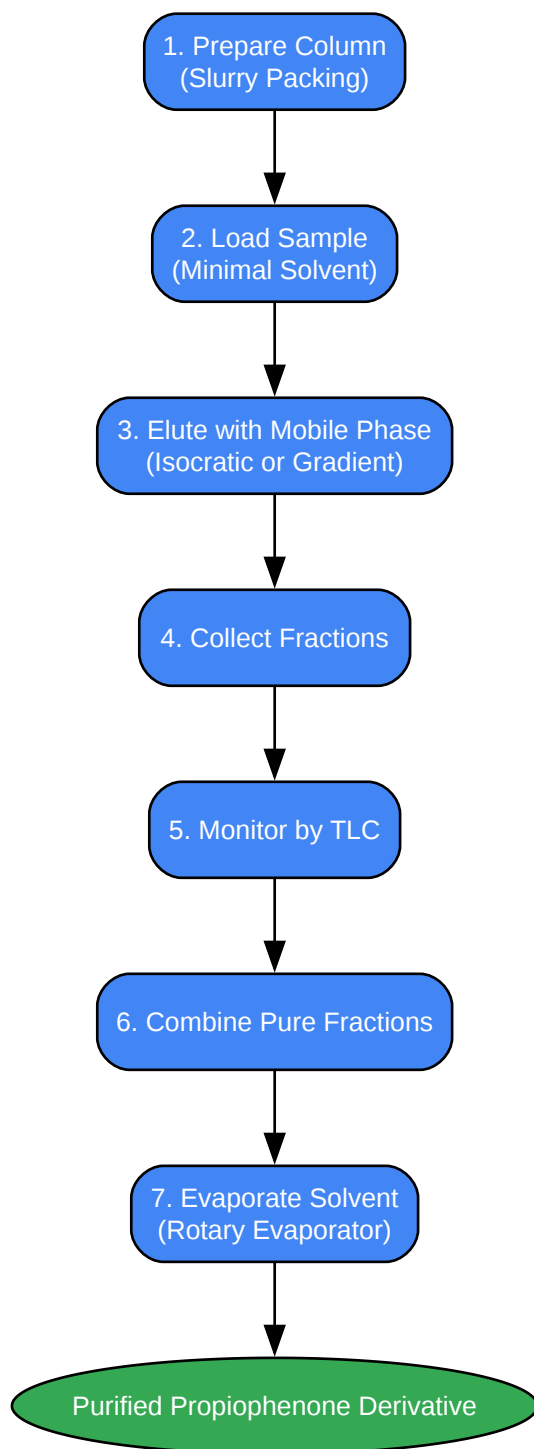 1. Prepare Column
(Slurry Packing)
2. Load Sample
(Minimal Solvent)
3. Elute with Mobile Phase
(Isocratic or Gradient)
4. Collect Fractions
5. Monitor by TLC
6. Combine Pure Fractions
7. Evaporate Solvent
(Rotary Evaporator)
Purified Propiophenone Derivative